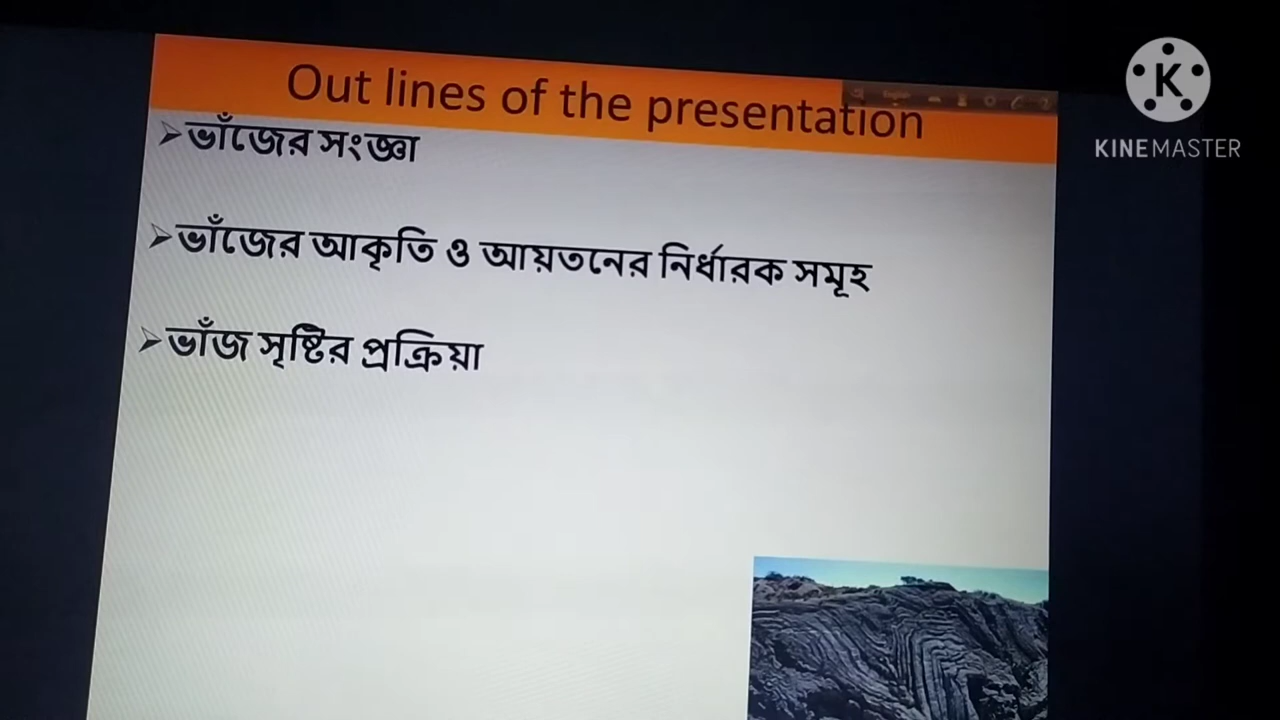 Out lines of the presentation
ভাঁজের সংজ্ঞা
ভাঁজের আকৃতি ও আয়তনের নির্ধারক সমূহ
ভাঁজ সৃষ্টির প্রক্রিয়া
K
KINEMASTER